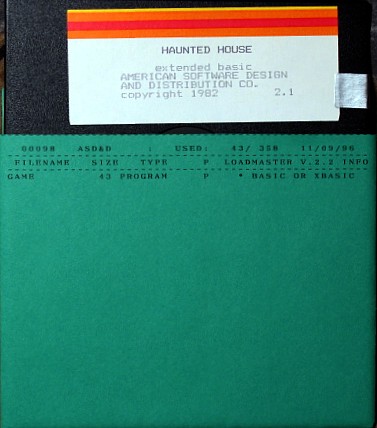 HAUNTED HOUSE
extended basic
AMERICAN SOFTWARE DESIGN
AND DISTRIBUTION CO.
copyright 1982 2.1
00098 ASD&D : USED: 43/ 358 11/09/96
FILENAME SIZE TYPE P LOADMASTER V.2.2 INFO
GAME 43 PROGRAM P * BASIC OR XBASIC